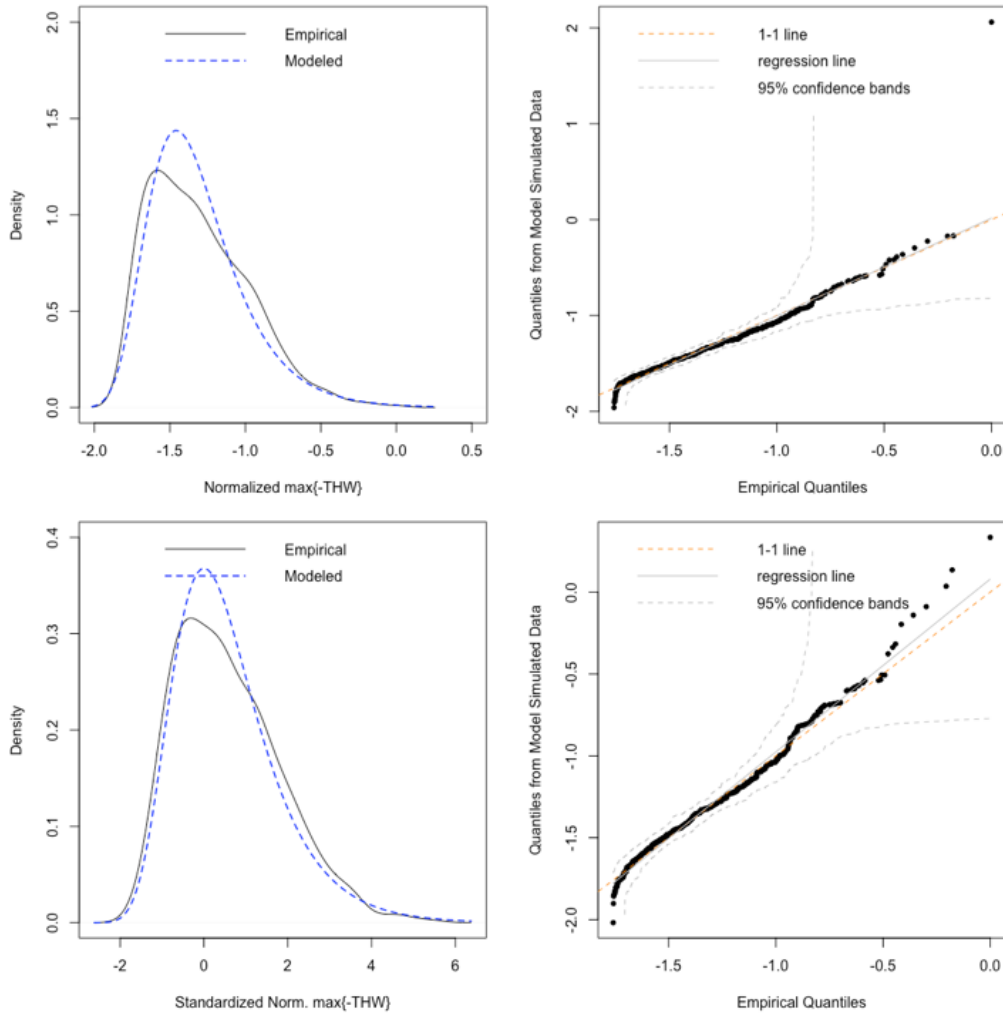 2.0
1.5
1.0
0.5
0.0
Density
Empirical
Modeled
-2.0 -1.5 -1.0 -0.5 0.0 0.5
Normalized max{-THW}
2
1
0
-1
-2
Quantiles from Model Simulated Data
1-1 line
regression line
95% confidence bands
-1.5 -1.0 -0.5 0.0
Empirical Quantiles
0.4
0.3
0.2
0.1
0.0
Density
Empirical
Modeled
-2 0 2 4 6
Standardized Norm. max{-THW}
0.0
-0.5
-1.0
-1.5
-2.0
Quantiles from Model Simulated Data
1-1 line
regression line
95% confidence bands
-1.5 -1.0 -0.5 0.0
Empirical Quantiles